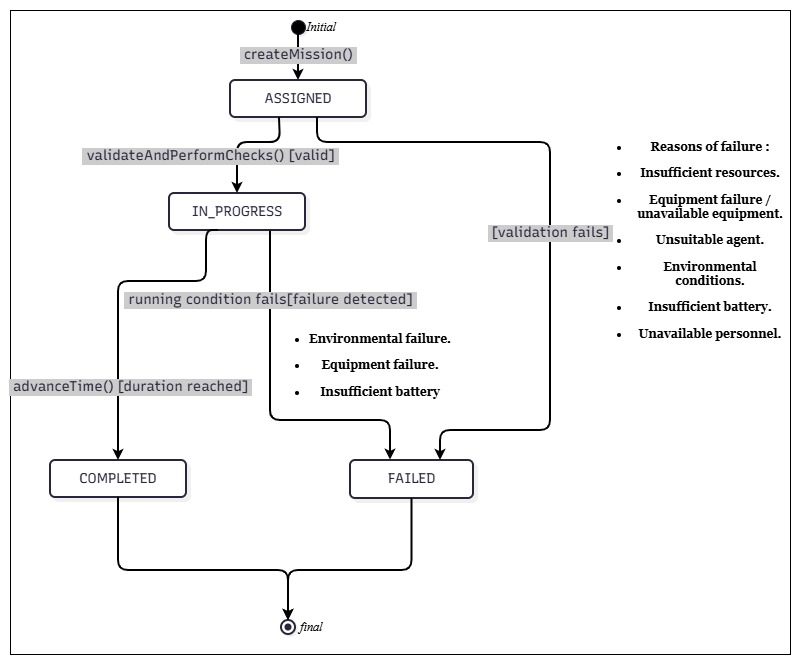 Initial
createMission()
ASSIGNED
validateAndPerformChecks() [valid]
IN_PROGRESS
[validation fails]
Reasons of failure :
Insufficient resources.
Equipment failure /
unavailable equipment.
Unsuitable agent.
Environmental
conditions.
Insufficient battery.
Unavailable personnel.
running condition fails[failure detected]
Environmental failure.
Equipment failure.
Insufficient battery
advanceTime() [duration reached]
COMPLETED
FAILED
final